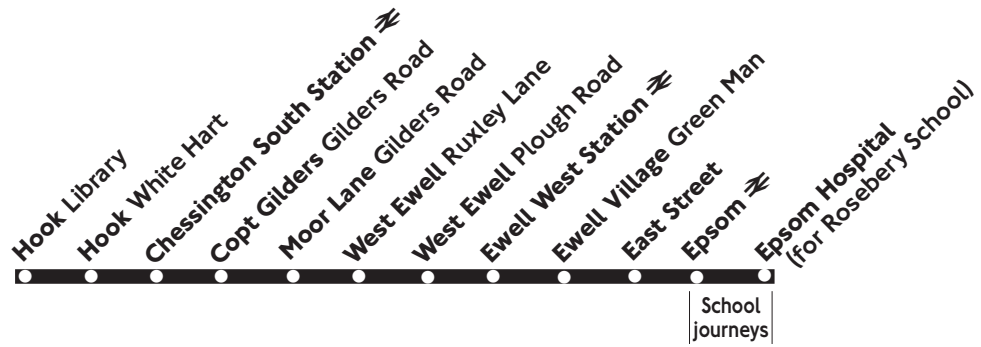 Hook Library
Hook White Hart
Chessington South Station
Copt Gilders Gilders Road
Moor Lane Gilders Road
West Ewell Ruxley Lane
West Ewell Plough Road
Ewell West Station
Ewell Village Green Man
East Street
Epsom
Epsom Hospital
(for Rosebery School)
School
journeys